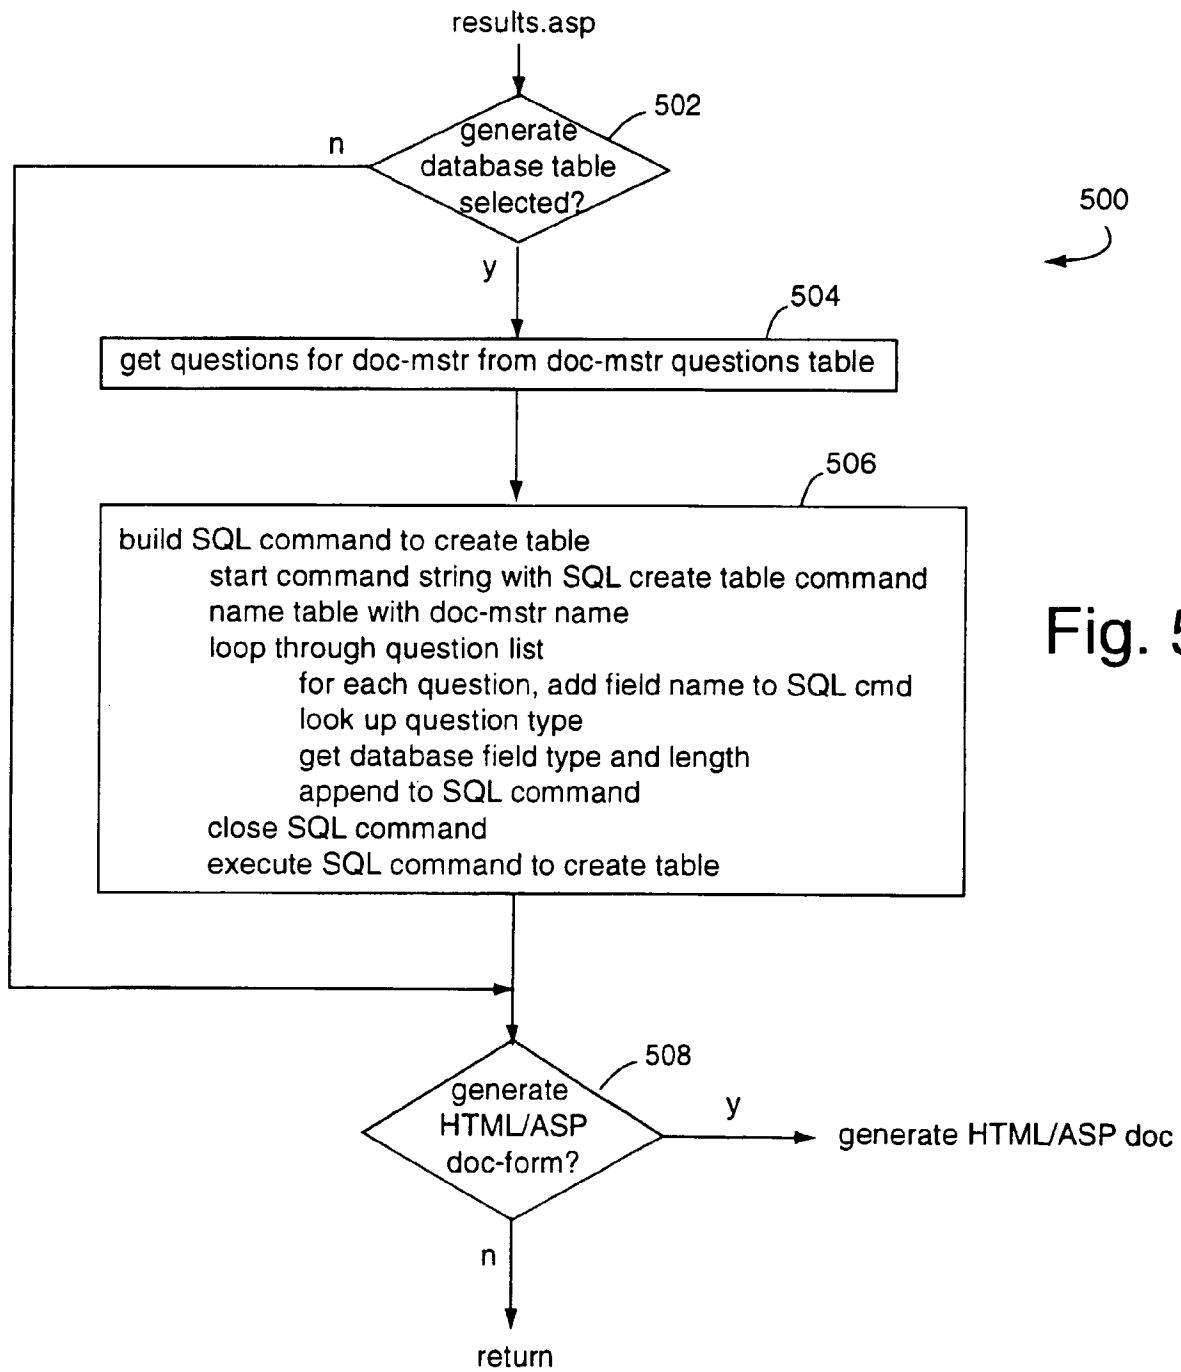 results.asp
502
n
generate
database table
selected?
500
y
504
get questions for doc-mstr from doc-mstr questions table
506
build SQL command to create table
start command string with SQL create table command
name table with doc-mstr name
loop through question list
for each question, add field name to SQL cmd
look up question type
get database field type and length
append to SQL command
close SQL command
execute SQL command to create table
Fig. 5
508
generate
HTML/ASP
doc-form?
y
generate HTML/ASP doc
n
return